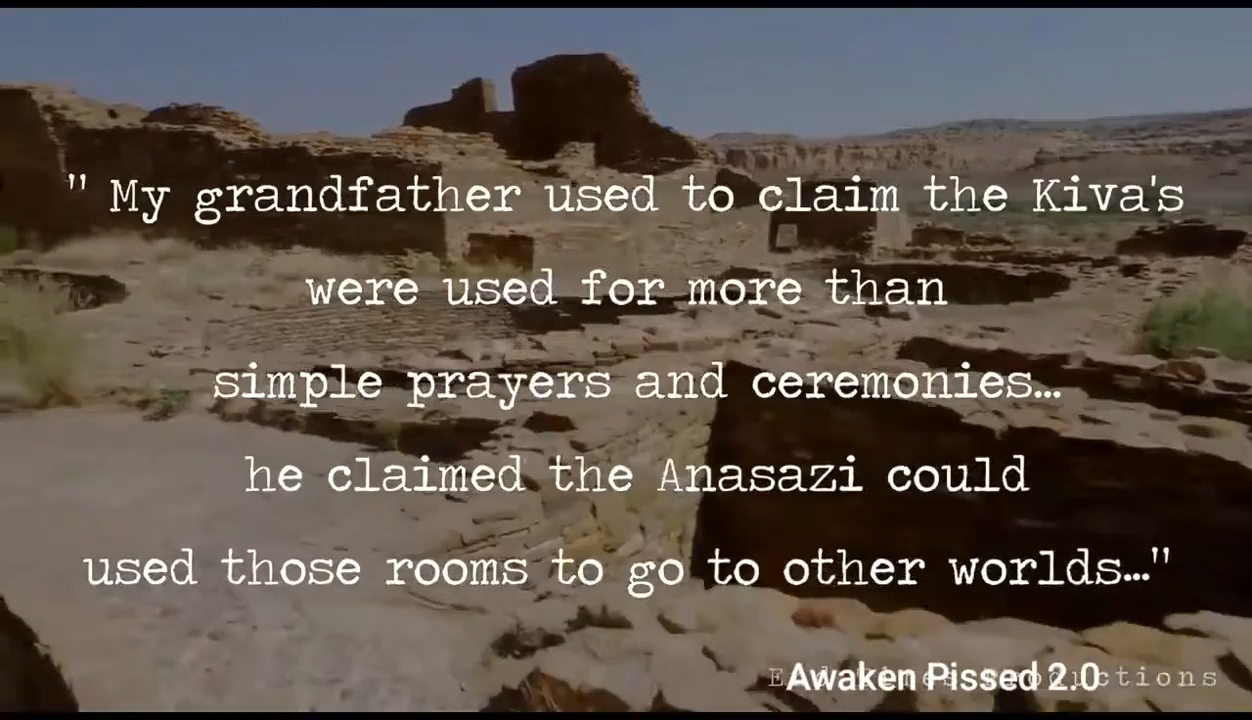 " My grandfather used to claim the Kiva's
were used for more than
simple prayers and ceremonies...
he claimed the Anasazi could
used those rooms to go to other worlds..."
Awaken Pissed 2.0